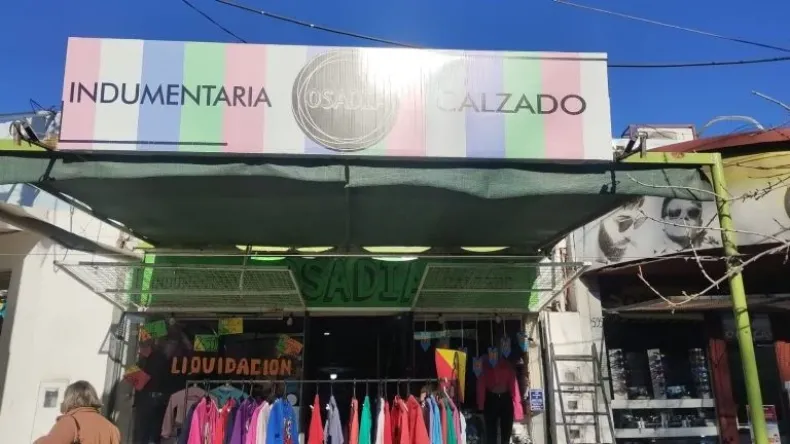 INDUMENTARIA
OSADIA
CALZADO
OSADIA
LIQUIDACION